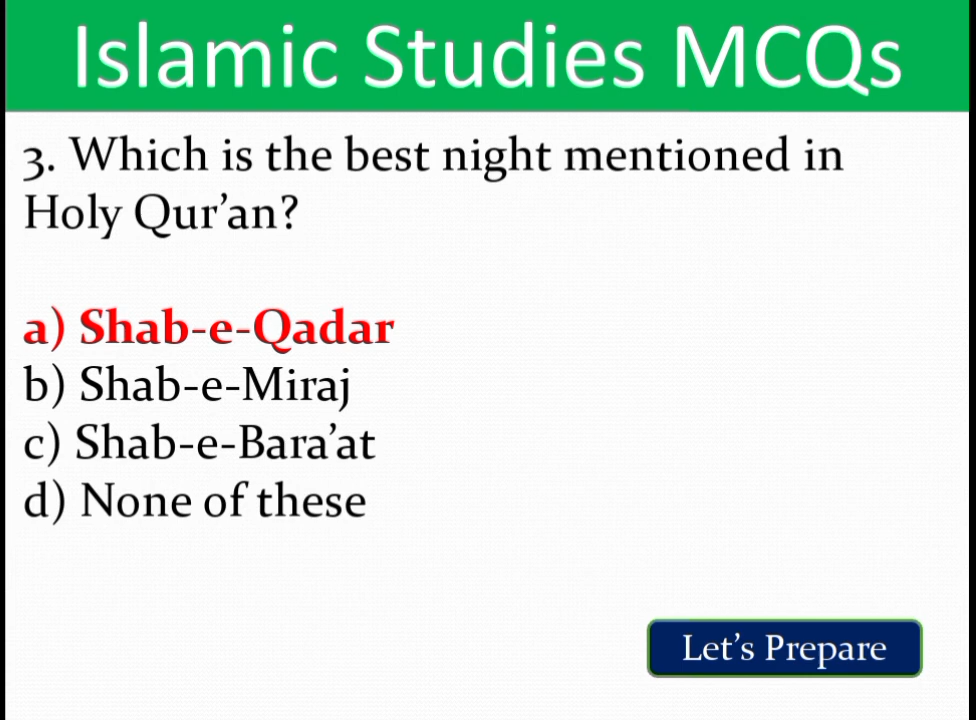 Islamic Studies MCQs
3. Which is the best night mentioned in
Holy Qur’an?
a) Shab-e-Qadar
b) Shab-e-Miraj
c) Shab-e-Bara’at
d) None of these
Let’s Prepare